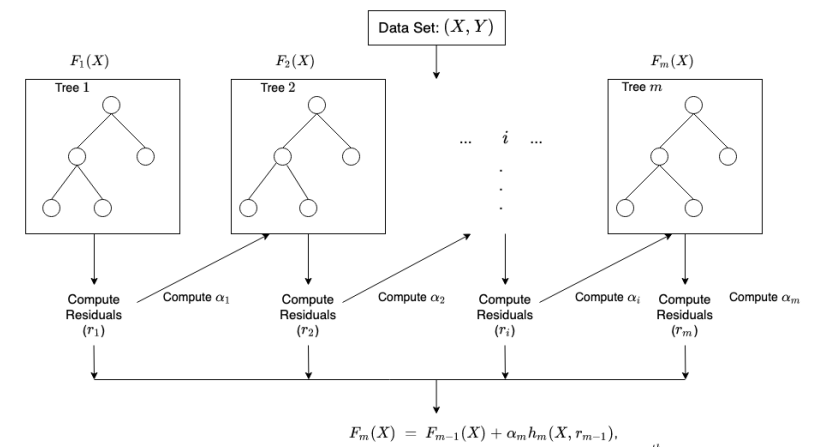 Data Set: (X, Y)
F₁(X) F₂(X) Fₘ(X)
Tree 1 Tree 2 Tree m
... i ...
.
.
.
Compute α₁ Compute α₂ Compute αᵢ Compute αₘ
Compute
Residuals
(r₁)
Compute
Residuals
(r₂)
Compute
Residuals
(rᵢ)
Compute
Residuals
(rₘ)
Fₘ(X) = Fₘ₋₁(X) + αₘhₘ(X, rₘ₋₁),